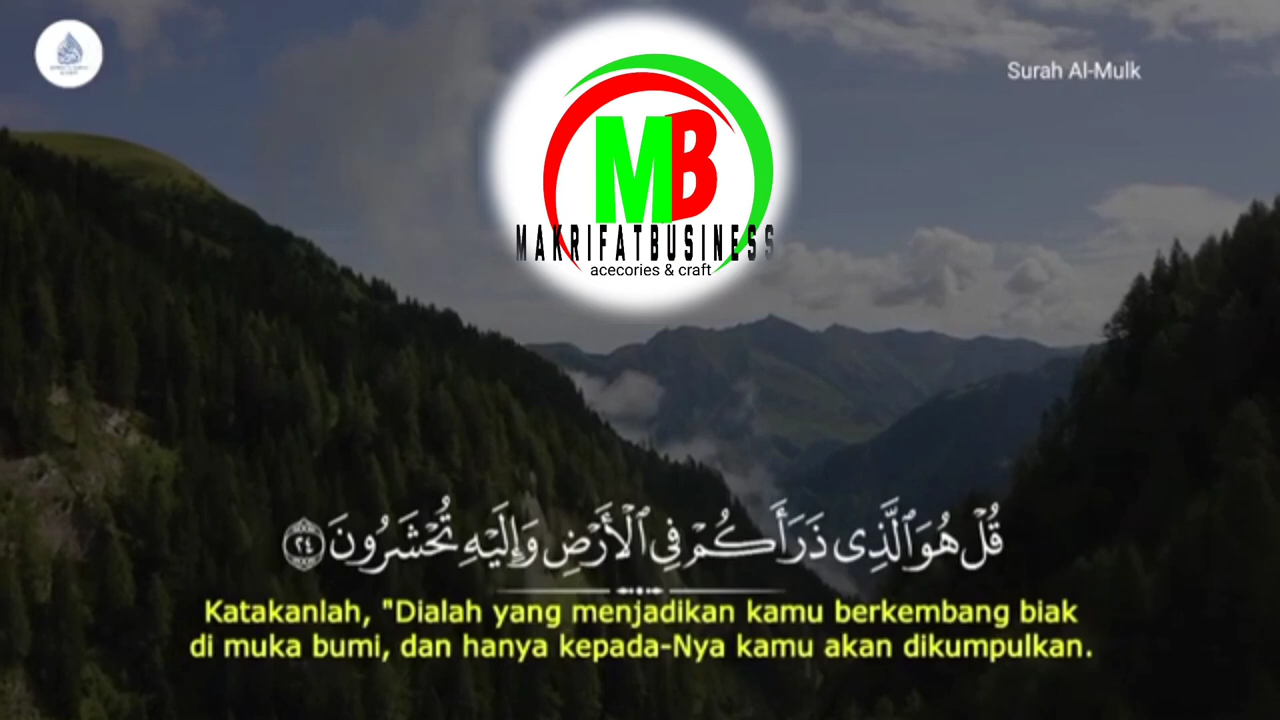 Surah Al-Mulk
MB
MAKRIFATBUSINESS
acecories & craft
قُلْ هُوَ ٱلَّذِى ذَرَأَكُمْ فِى ٱلْأَرْضِ وَإِلَيْهِ تُحْشَرُونَ ٢٤
Katakanlah, "Dialah yang menjadikan kamu berkembang biak
di muka bumi, dan hanya kepada-Nya kamu akan dikumpulkan.